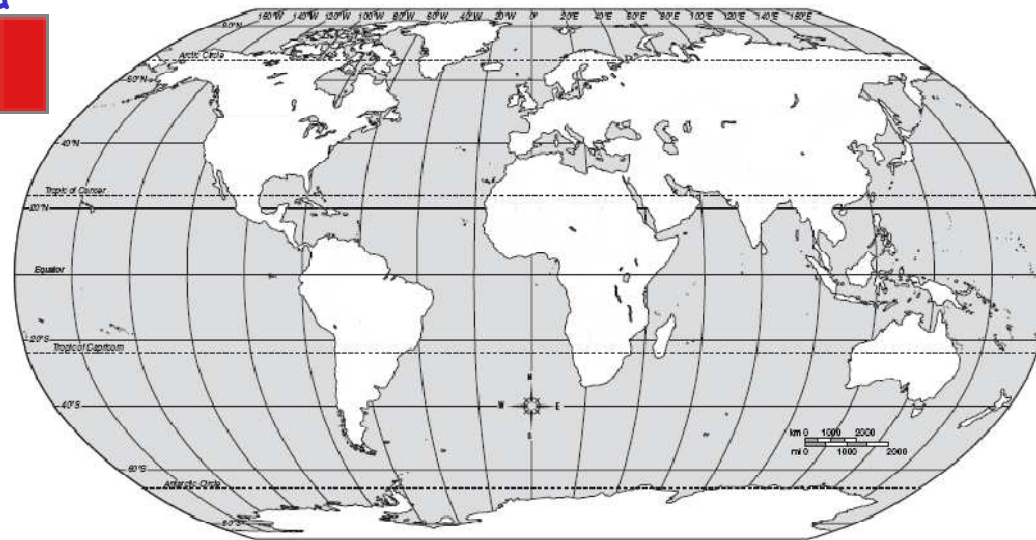 160°W 140°W 120°W 100°W 80°W 60°W 40°W 20°W 0° 20°E 40°E 60°E 80°E 100°E 120°E 140°E 160°E
80°N
Arctic Circle
60°N
40°N
Tropic of Cancer
20°N
Equator
20°S
Tropic of Capricorn
N
W E
40°S
S
km 0 1000 2000
mi 0 1000 2000
60°S
Antarctic Circle
80°S